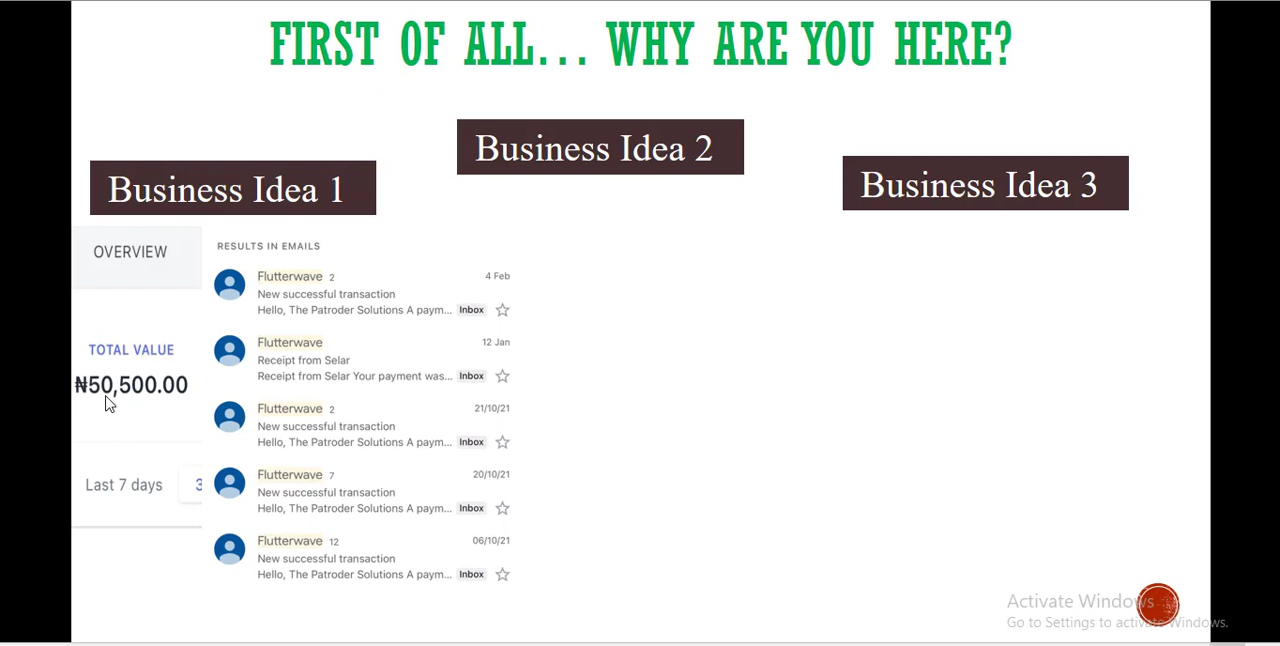 FIRST OF ALL... WHY ARE YOU HERE?
Business Idea 2
Business Idea 1
Business Idea 3
OVERVIEW
TOTAL VALUE
₦50,500.00
Last 7 days
3
RESULTS IN EMAILS
Flutterwave 2 4 Feb
New successful transaction
Hello, The Patroder Solutions A paym... Inbox
Flutterwave 12 Jan
Receipt from Selar
Receipt from Selar Your payment was... Inbox
Flutterwave 2 21/10/21
New successful transaction
Hello, The Patroder Solutions A paym... Inbox
Flutterwave 7 20/10/21
New successful transaction
Hello, The Patroder Solutions A paym... Inbox
Flutterwave 12 06/10/21
New successful transaction
Hello, The Patroder Solutions A paym... Inbox
Activate Windows
Go to Settings to activate Windows.